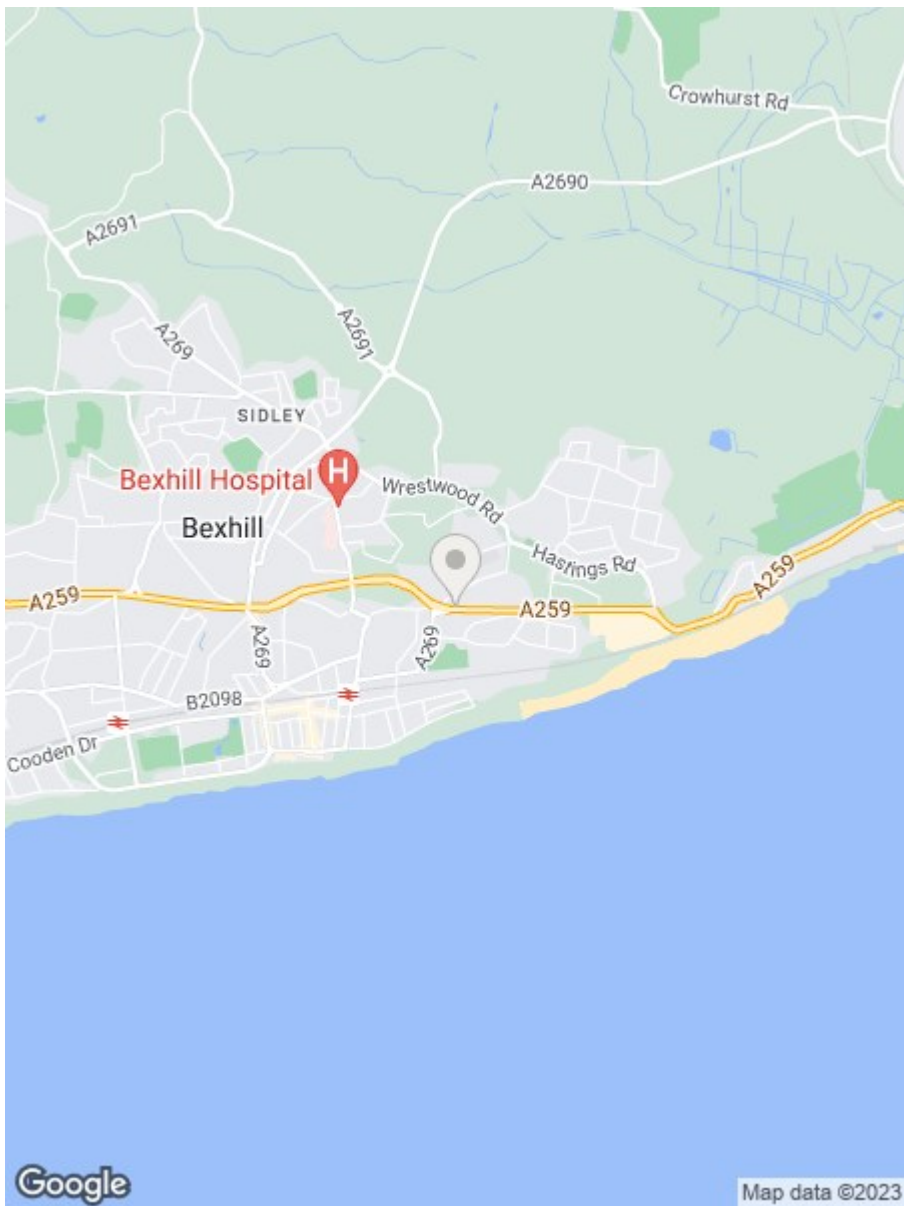 Crowhurst Rd
A2690
A2691
A2691
A269
SIDLEY
Bexhill Hospital
H
Wrestwood Rd
Bexhill
Hastings Rd
A259
A259
A259
A269
A269
B2098
Cooden Dr
Google
Map data ©2023